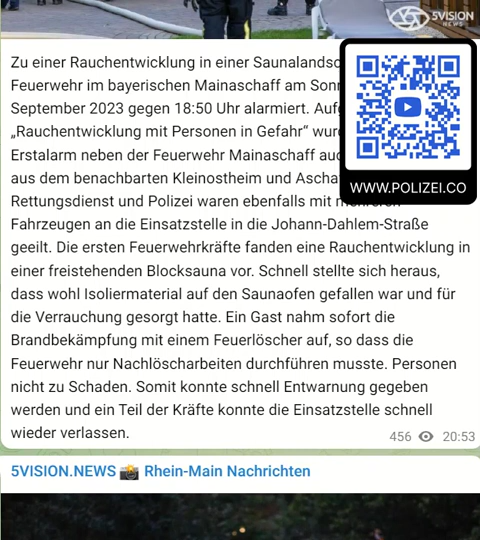 5VISION
NEWS
Zu einer Rauchentwicklung in einer
Feuerwehr im bayerischen Mainaschaff am
September 2023 gegen 18:50 Uhr alarmiert.
„Rauchentwicklung mit Personen in Gefahr“
Erstalarm neben der Feuerwehr Mainaschaff
aus dem benachbarten Kleinostheim und
WWW.POLIZEI.CO
Rettungsdienst und Polizei waren ebenfalls mit mehreren
Fahrzeugen an die Einsatzstelle in die Johann-Dahlem-Straße
geeilt. Die ersten Feuerwehrkräfte fanden eine Rauchentwicklung in
einer freistehenden Blocksauna vor. Schnell stellte sich heraus,
dass wohl Isoliermaterial auf den Saunaofen gefallen war und für
die Verrauchung gesorgt hatte. Ein Gast nahm sofort die
Brandbekämpfung mit einem Feuerlöscher auf, so dass die
Feuerwehr nur Nachlöscharbeiten durchführen musste. Personen
nicht zu Schaden. Somit konnte schnell Entwarnung gegeben
werden und ein Teil der Kräfte konnte die Einsatzstelle schnell
wieder verlassen.
456 20:53
5VISION.NEWS Rhein-Main Nachrichten